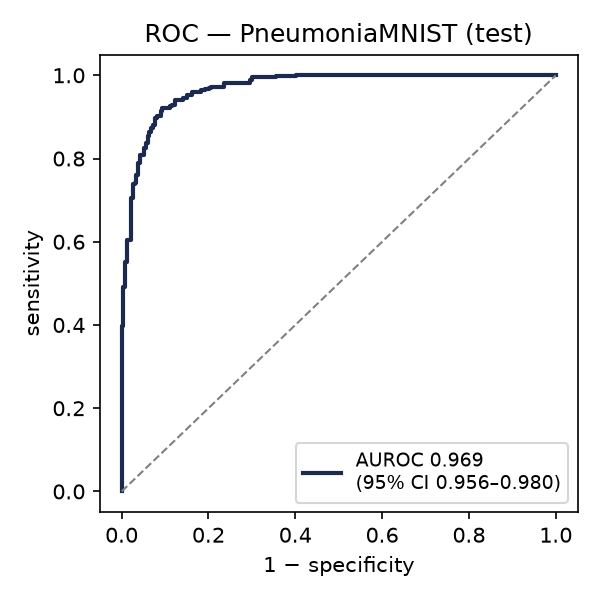 ROC — PneumoniaMNIST (test)
sensitivity
1.0
0.8
0.6
0.4
0.2
0.0
AUROC 0.969
(95% CI 0.956–0.980)
0.0 0.2 0.4 0.6 0.8 1.0
1 − specificity